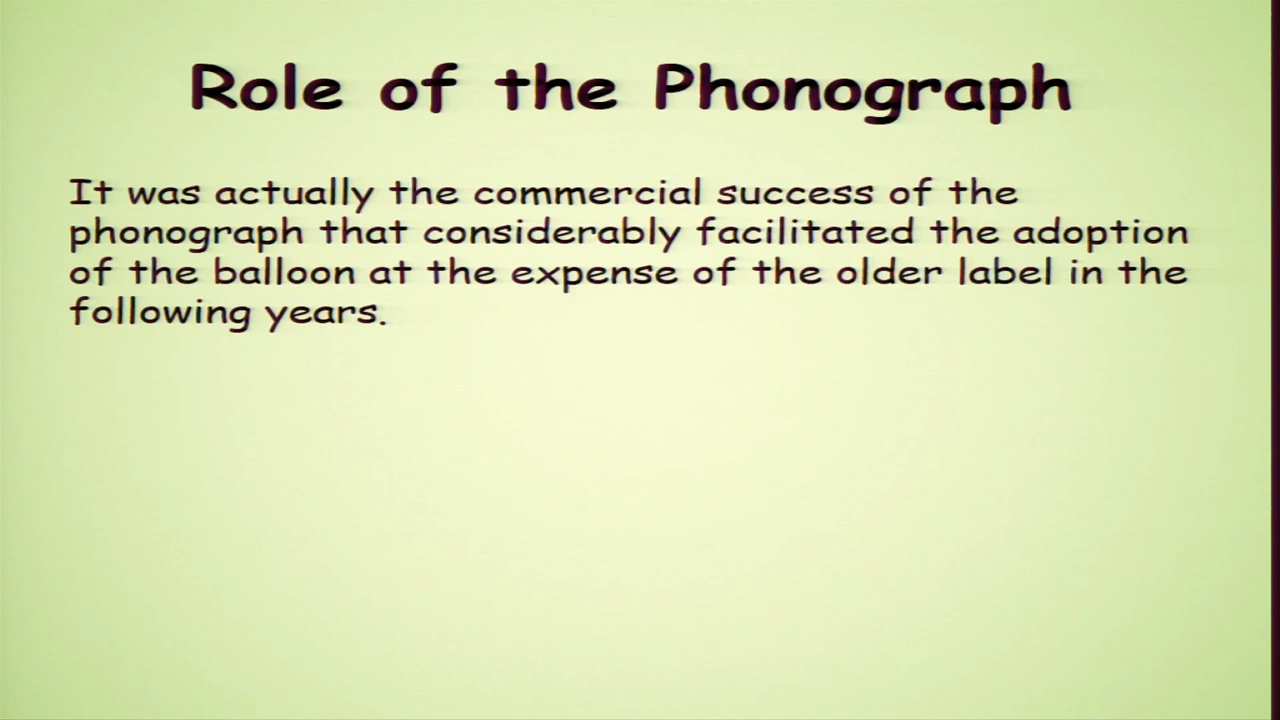 Role of the Phonograph
It was actually the commercial success of the
phonograph that considerably facilitated the adoption
of the balloon at the expense of the older label in the
following years.